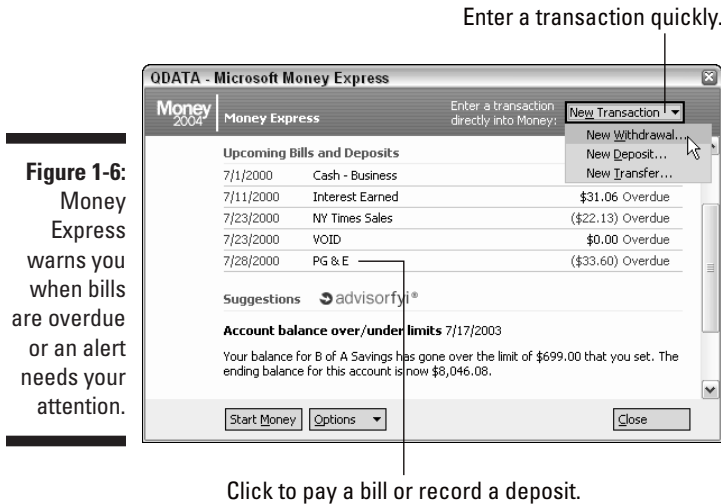 Enter a transaction quickly.
QDATA - Microsoft Money Express
Money 2004
Money Express
Enter a transaction
directly into Money:
New Transaction
New Withdrawal...
New Deposit...
New Transfer...
Upcoming Bills and Deposits
7/1/2000 Cash - Business
7/11/2000 Interest Earned $31.06 Overdue
7/23/2000 NY Times Sales ($22.13) Overdue
7/23/2000 VOID $0.00 Overdue
7/28/2000 PG & E ($33.60) Overdue
Suggestions advisorfyi®
Account balance over/under limits 7/17/2003
Your balance for B of A Savings has gone over the limit of $699.00 that you set. The
ending balance for this account is now $8,046.08.
Start Money Options Close
Click to pay a bill or record a deposit.
Figure 1-6:
Money
Express
warns you
when bills
are overdue
or an alert
needs your
attention.